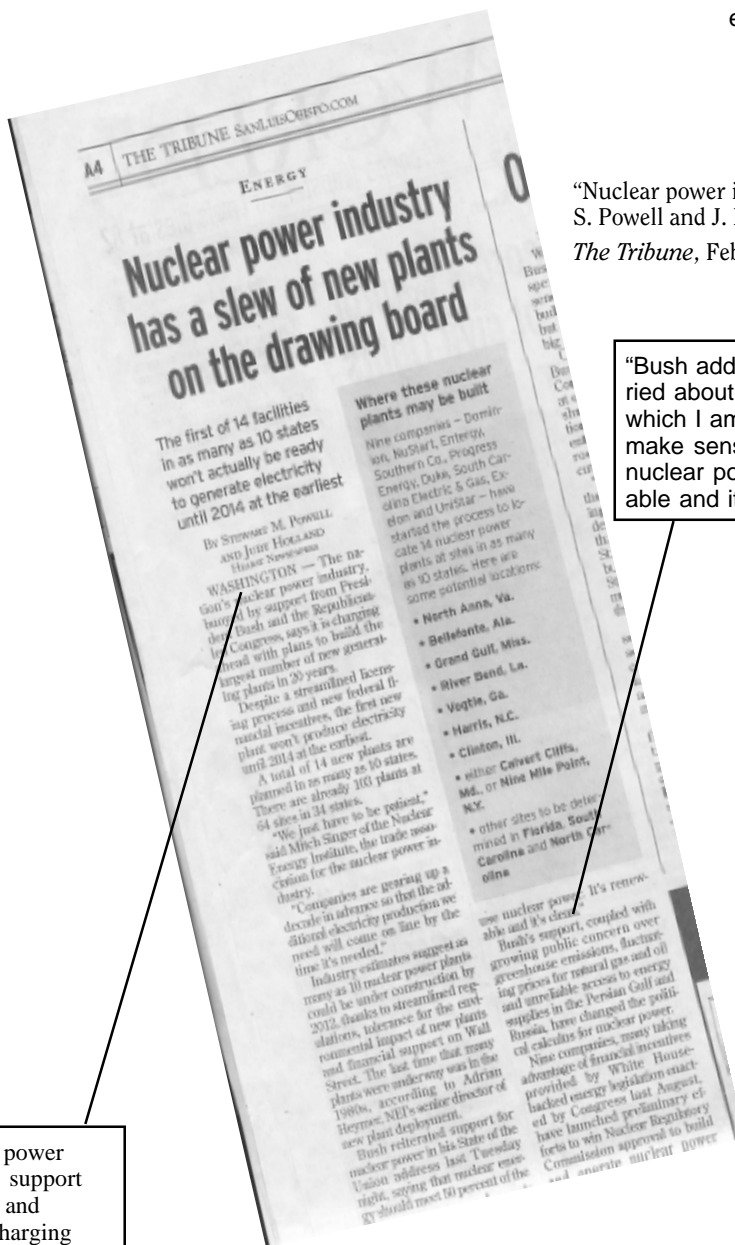 e
A4 THE TRIBUNE SANLUISOBISPO.COM
ENERGY
Nuclear power industry
has a slew of new plants
on the drawing board
The first of 14 facilities
in as many as 10 states
won't actually be ready
to generate electricity
until 2014 at the earliest
BY STEWART M. POWELL
AND JUDY HOLLAND
WASHINGTON — The na-
tion's nuclear power industry,
buoyed by support from Presi-
dent Bush and the Republican-
led Congress, says it is charging
ahead with plans to build the
largest number of new generat-
ing plants in 20 years.
Despite a streamlined licens-
ing process and new federal fi-
nancial incentives, the first new
plant won't produce electricity
until 2014 at the earliest.
A total of 14 new plants are
planned in as many as 10 states.
There are already 103 plants at
64 sites in 34 states.
"We just have to be patient,"
said Mitch Singer of the Nuclear
Energy Institute, the trade asso-
ciation for the nuclear power in-
dustry.
"Companies are gearing up a
decade in advance so that the ad-
ditional electricity production we
need will come on line by the
time it's needed."
Industry estimates suggest as
many as 10 nuclear power plants
could be under construction by
2012, thanks to streamlined reg-
ulations, tolerance for the envi-
ronmental impact of new plants
and financial support on Wall
Street. The last time that many
plants were underway was in the
1980s, according to Adrian
Heymer, NEI's senior director of
new plant deployment.
Bush reiterated support for
nuclear power in his State of the
Union address last Tuesday
night, saying that nuclear ener-
gy should meet 50 percent of the
Where these nuclear
plants may be built
Nine companies – Domin-
ion, NuStart, Entergy,
Southern Co., Progress
Energy, Duke, South Car-
olina Electric & Gas, Ex-
elon and UniStar – have
started the process to lo-
cate 14 nuclear power
plants at sites in as many
as 10 states. Here are
some potential locations:
• North Anna, Va.
• Bellefonte, Ala.
• Grand Gulf, Miss.
• River Bend, La.
• Vogtle, Ga.
• Harris, N.C.
• Clinton, Ill.
• either Calvert Cliffs,
Md., or Nine Mile Point,
N.Y.
• other sites to be deter-
mined in Florida, South
Carolina and North Car-
olina
use nuclear power. It's renew-
able and it's clean."
Bush's support, coupled with
growing public concern over
greenhouse emissions, fluctuat-
ing prices for natural gas and oil
and unreliable access to energy
supplies in the Persian Gulf and
Russia, have changed the politi-
cal calculus for nuclear power.
Nine companies, many taking
advantage of financial incentives
provided by White House-
backed energy legislation enact-
ed by Congress last August,
have launched preliminary ef-
forts to win Nuclear Regulatory
Commission approval to build
and operate nuclear power
"Nuclear power i
S. Powell and J.
The Tribune, Feb
"Bush add
ried about
which I am
make sens
nuclear po
able and it
power
support
and
harging